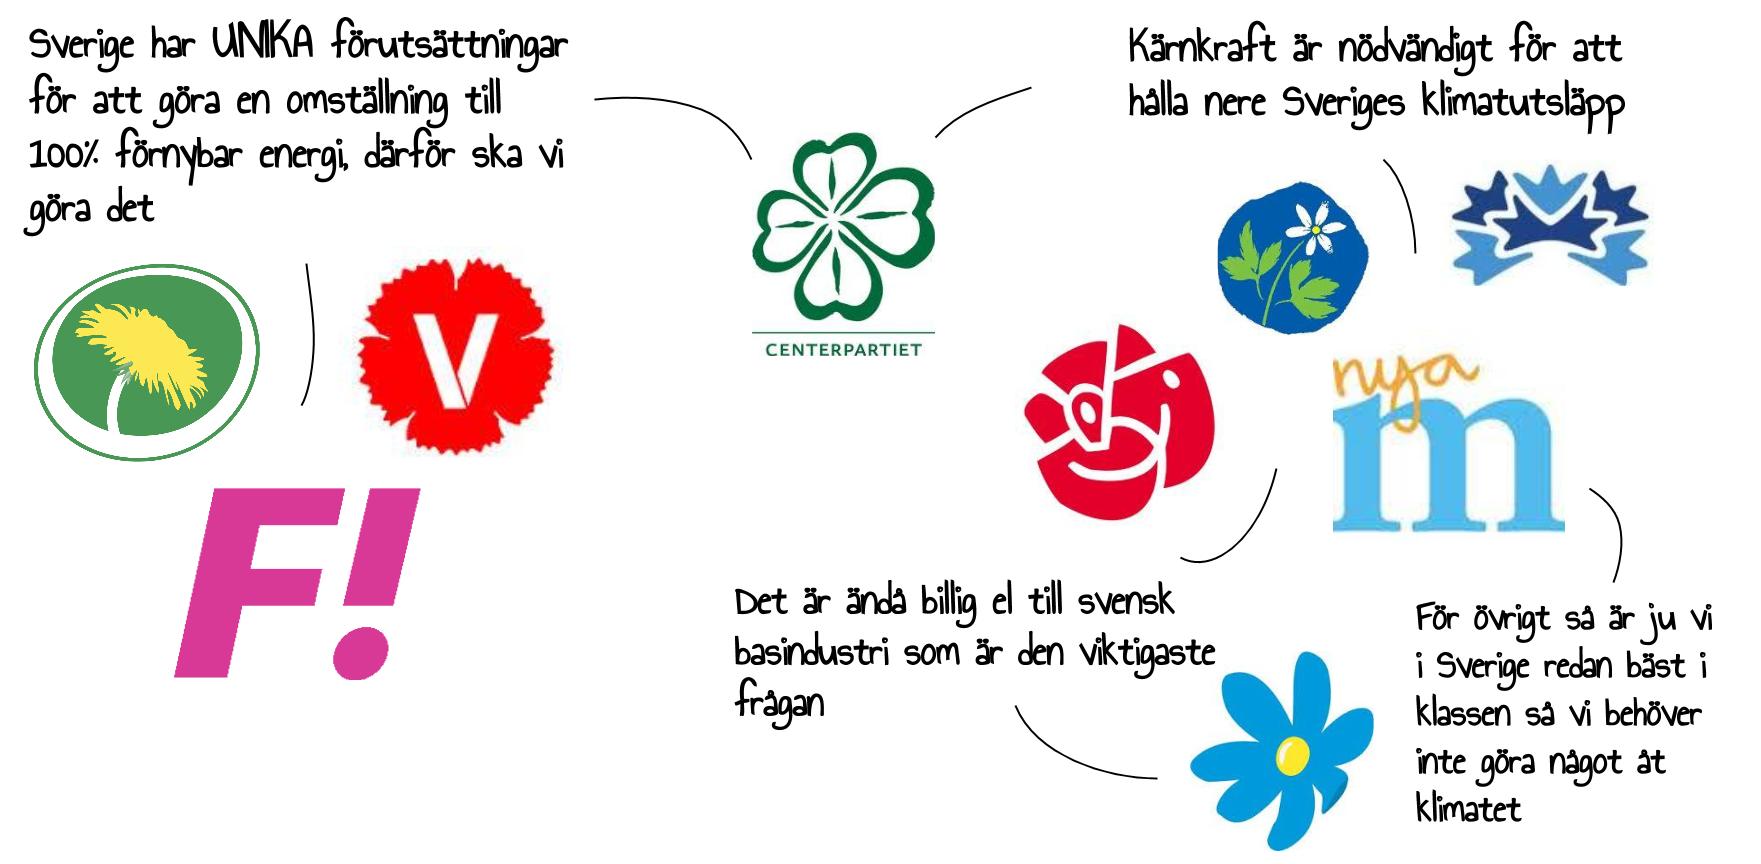 Sverige har UNIKA förutsättningar
för att göra en omställning till
100% förnybar energi, därför ska vi
göra det
Kärnkraft är nödvändigt för att
hålla nere Sveriges klimatutsläpp
CENTERPARTIET
V
nya
m
F!
Det är ändå billig el till svensk
basindustri som är den viktigaste
frågan
För övrigt så är ju vi
i Sverige redan bäst i
klassen så vi behöver
inte göra något åt
klimatet